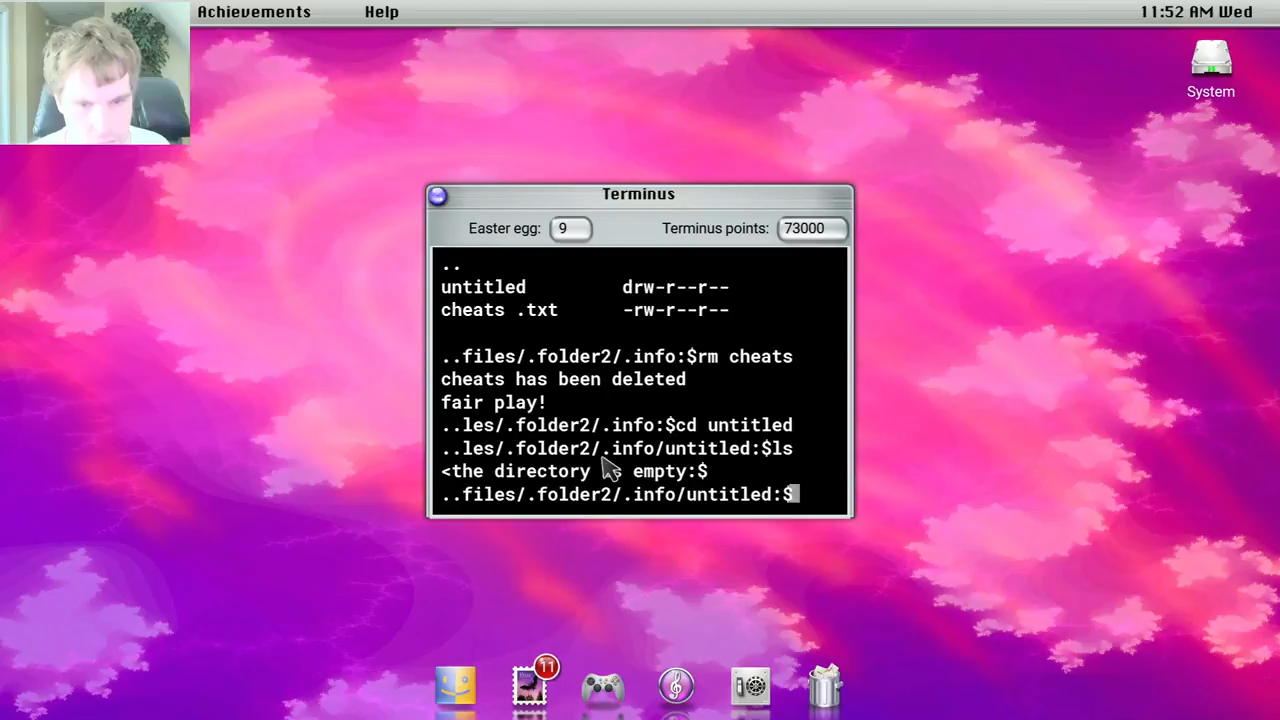 Achievements Help 11:52 AM Wed
System
Terminus
Easter egg: 9 Terminus points: 73000
..
untitled drw-r--r--
cheats .txt -rw-r--r--
..files/.folder2/.info:$rm cheats
cheats has been deleted
fair play!
..les/.folder2/.info:$cd untitled
..les/.folder2/.info/untitled:$ls
<the directory empty:$
..files/.folder2/.info/untitled:$
11